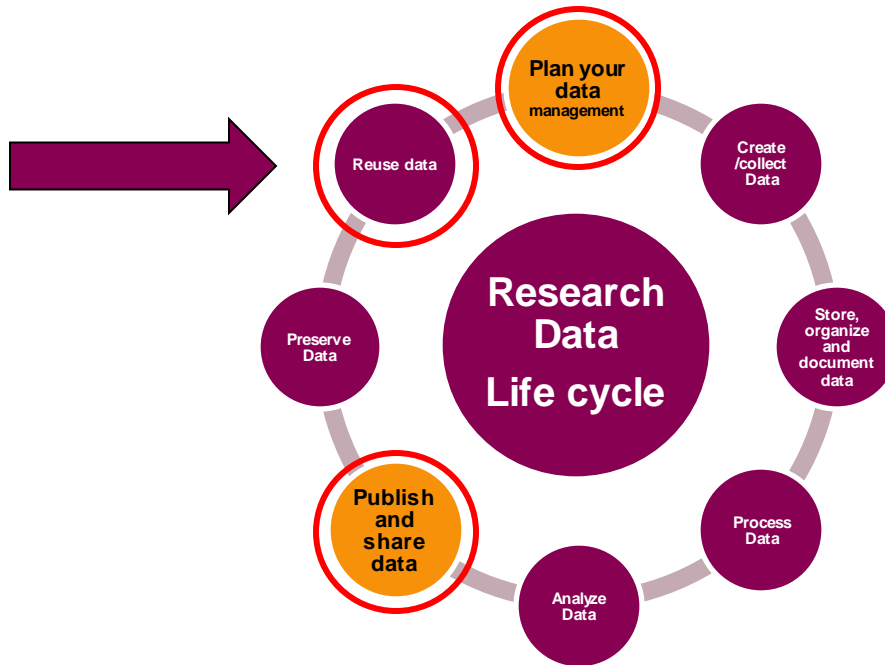 Plan your
data
management
Create
/collect
Data
Store,
organize
and
document
data
Process
Data
Analyze
Data
Publish
and
share
data
Preserve
Data
Reuse data
Research
Data
Life cycle